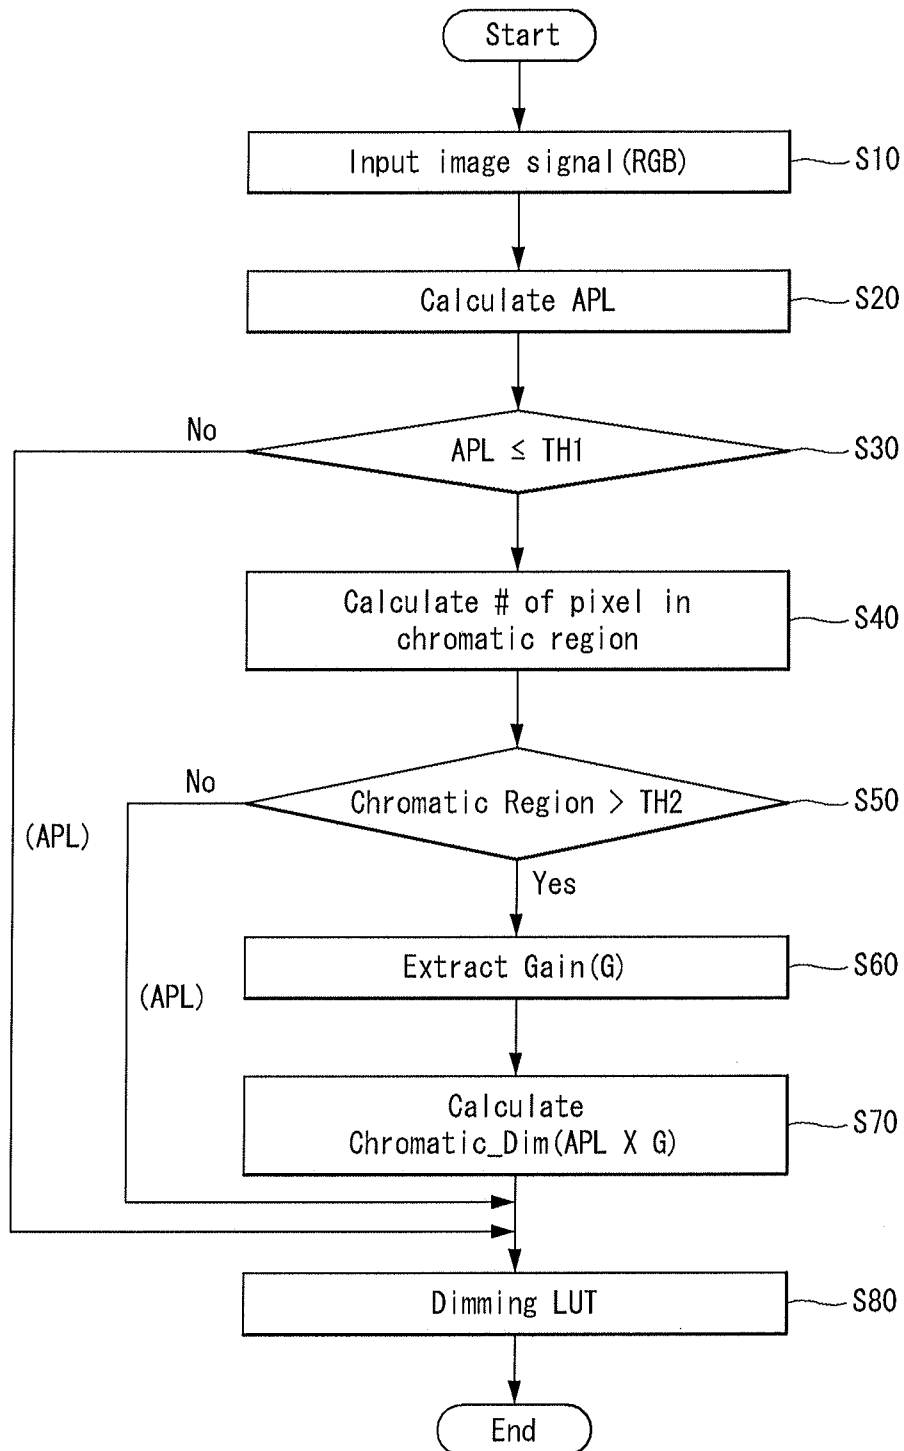 Start
Input image signal(RGB)
S10
Calculate APL
S20
No
APL ≤ TH1
S30
Calculate # of pixel in
chromatic region
S40
No
Chromatic Region > TH2
S50
(APL)
Yes
Extract Gain(G)
S60
(APL)
Calculate
Chromatic_Dim(APL X G)
S70
Dimming LUT
S80
End